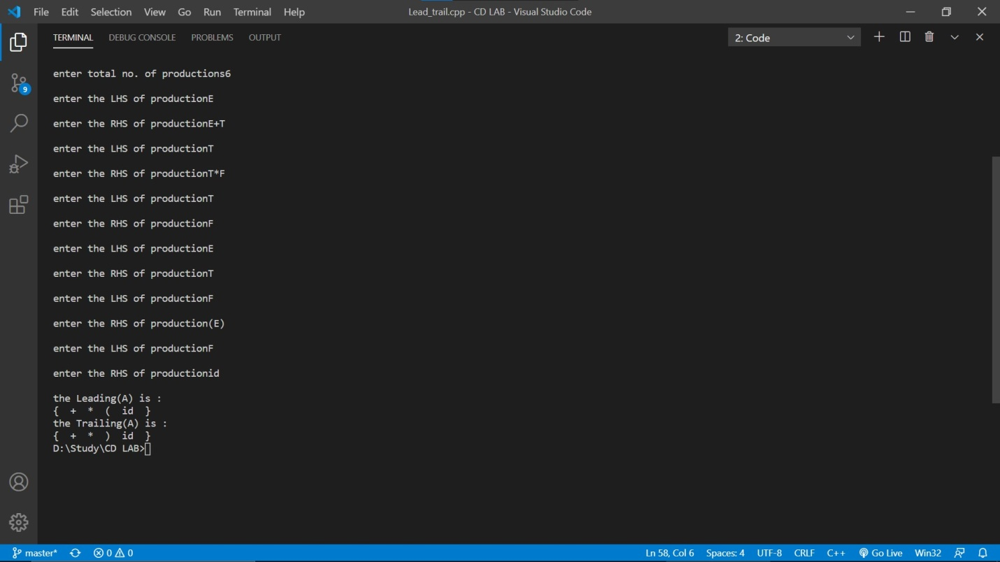 File Edit Selection View Go Run Terminal Help Lead_trail.cpp - CD LAB - Visual Studio Code
TERMINAL DEBUG CONSOLE PROBLEMS OUTPUT 2: Code
9
enter total no. of productions6
enter the LHS of productionE
enter the RHS of productionE+T
enter the LHS of productionT
enter the RHS of productionT*F
enter the LHS of productionT
enter the RHS of productionF
enter the LHS of productionE
enter the RHS of productionT
enter the LHS of productionF
enter the RHS of production(E)
enter the LHS of productionF
enter the RHS of productionid
the Leading(A) is :
{  +  *  (  id  }
the Trailing(A) is :
{  +  *  )  id  }
D:\Study\CD LAB>
master* 0 0 Ln 58, Col 6 Spaces: 4 UTF-8 CRLF C++ Go Live Win32